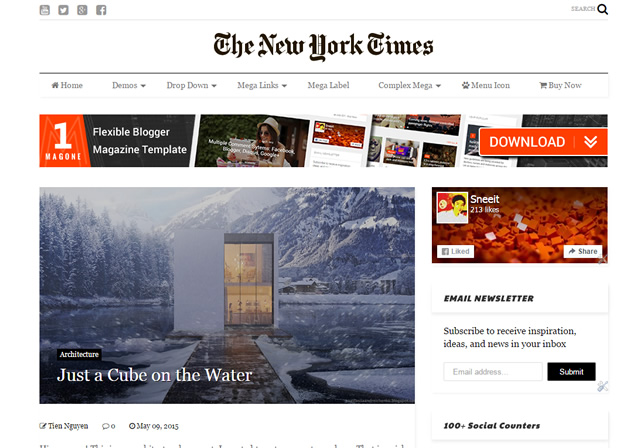 SEARCH
The New York Times
Home
Demos
Drop Down
Mega Links
Mega Label
Complex Mega
Menu Icon
Buy Now
1
MAGONE
Flexible Blogger
Magazine Template
Multiple Comment Sytems: Facebook,
Blogger, Disqus, Google+
DOWNLOAD
Sneeit
213 likes
Liked
Share
Architecture
Just a Cube on the Water
EMAIL NEWSLETTER
Subscribe to receive inspiration,
ideas, and news in your inbox
Email address...
Submit
Tien Nguyen
0
May 09, 2015
100+ Social Counters